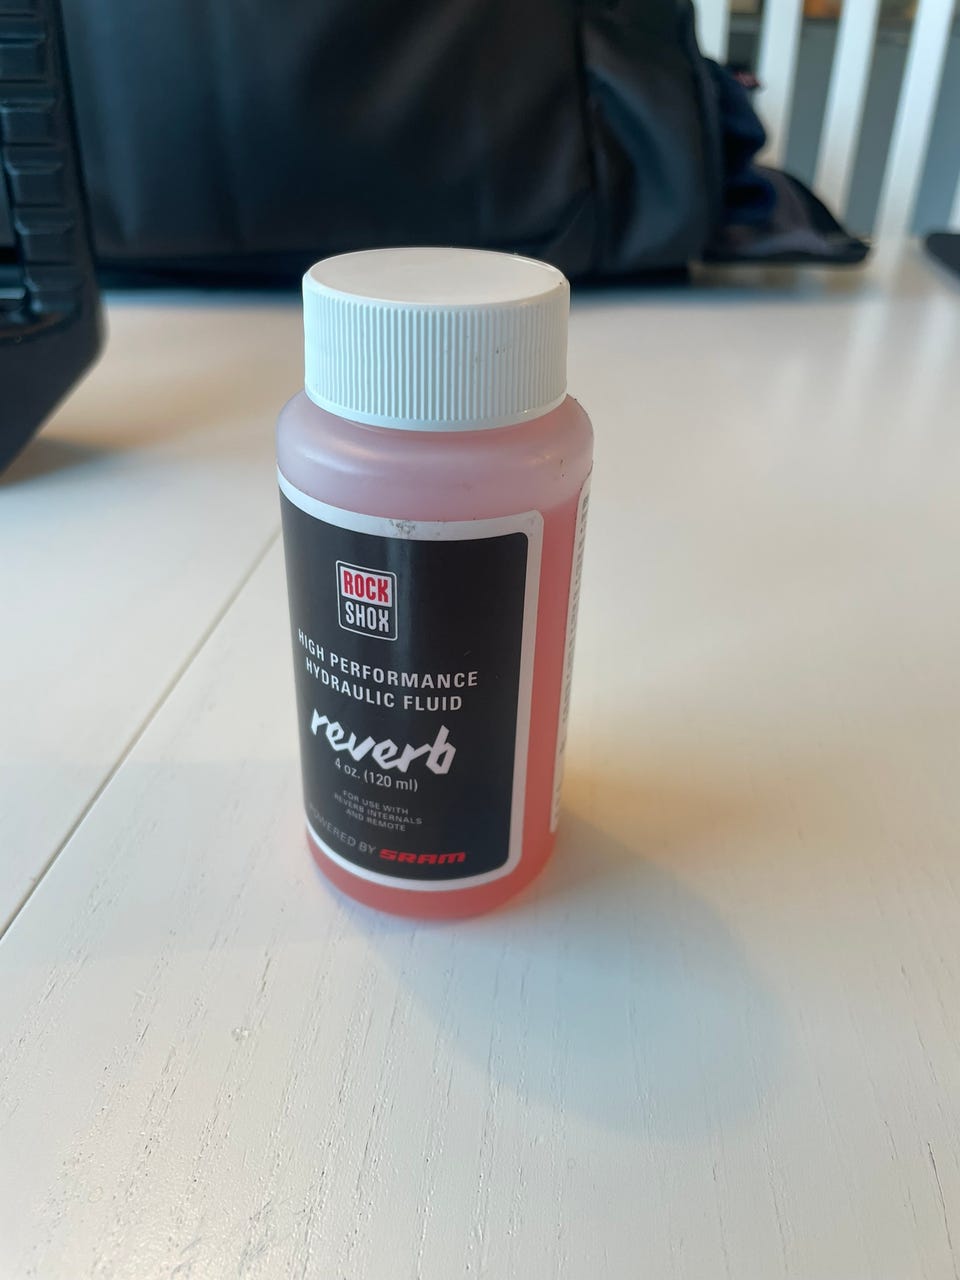 ROCK
SHOX
HIGH PERFORMANCE
HYDRAULIC FLUID
reverb
4 oz. (120 ml)
FOR USE WITH
REVERB INTERNALS
AND REMOTE
POWERED BY SRAM